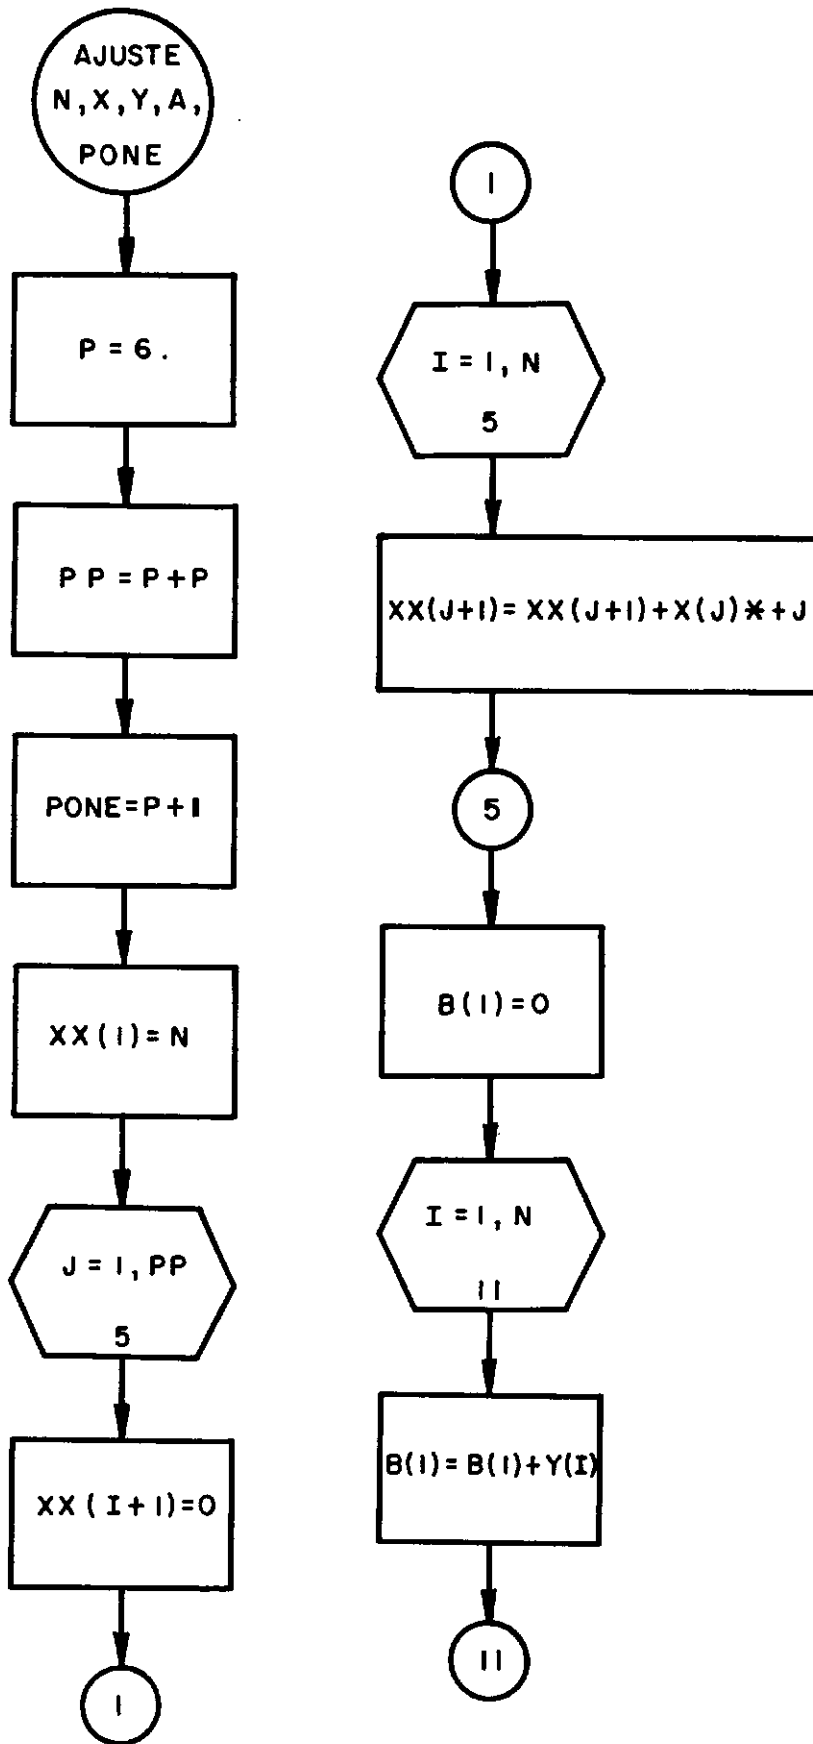 AJUSTE
N, X, Y, A,
PONE
P = 6.
PP = P + P
PONE = P + 1
XX(1) = N
J = 1, PP
5
XX(I+1) = 0
1
1
I = 1, N
5
XX(J+1) = XX(J+1) + X(J)*+J
5
B(1) = 0
I = 1, N
11
B(1) = B(1) + Y(I)
11